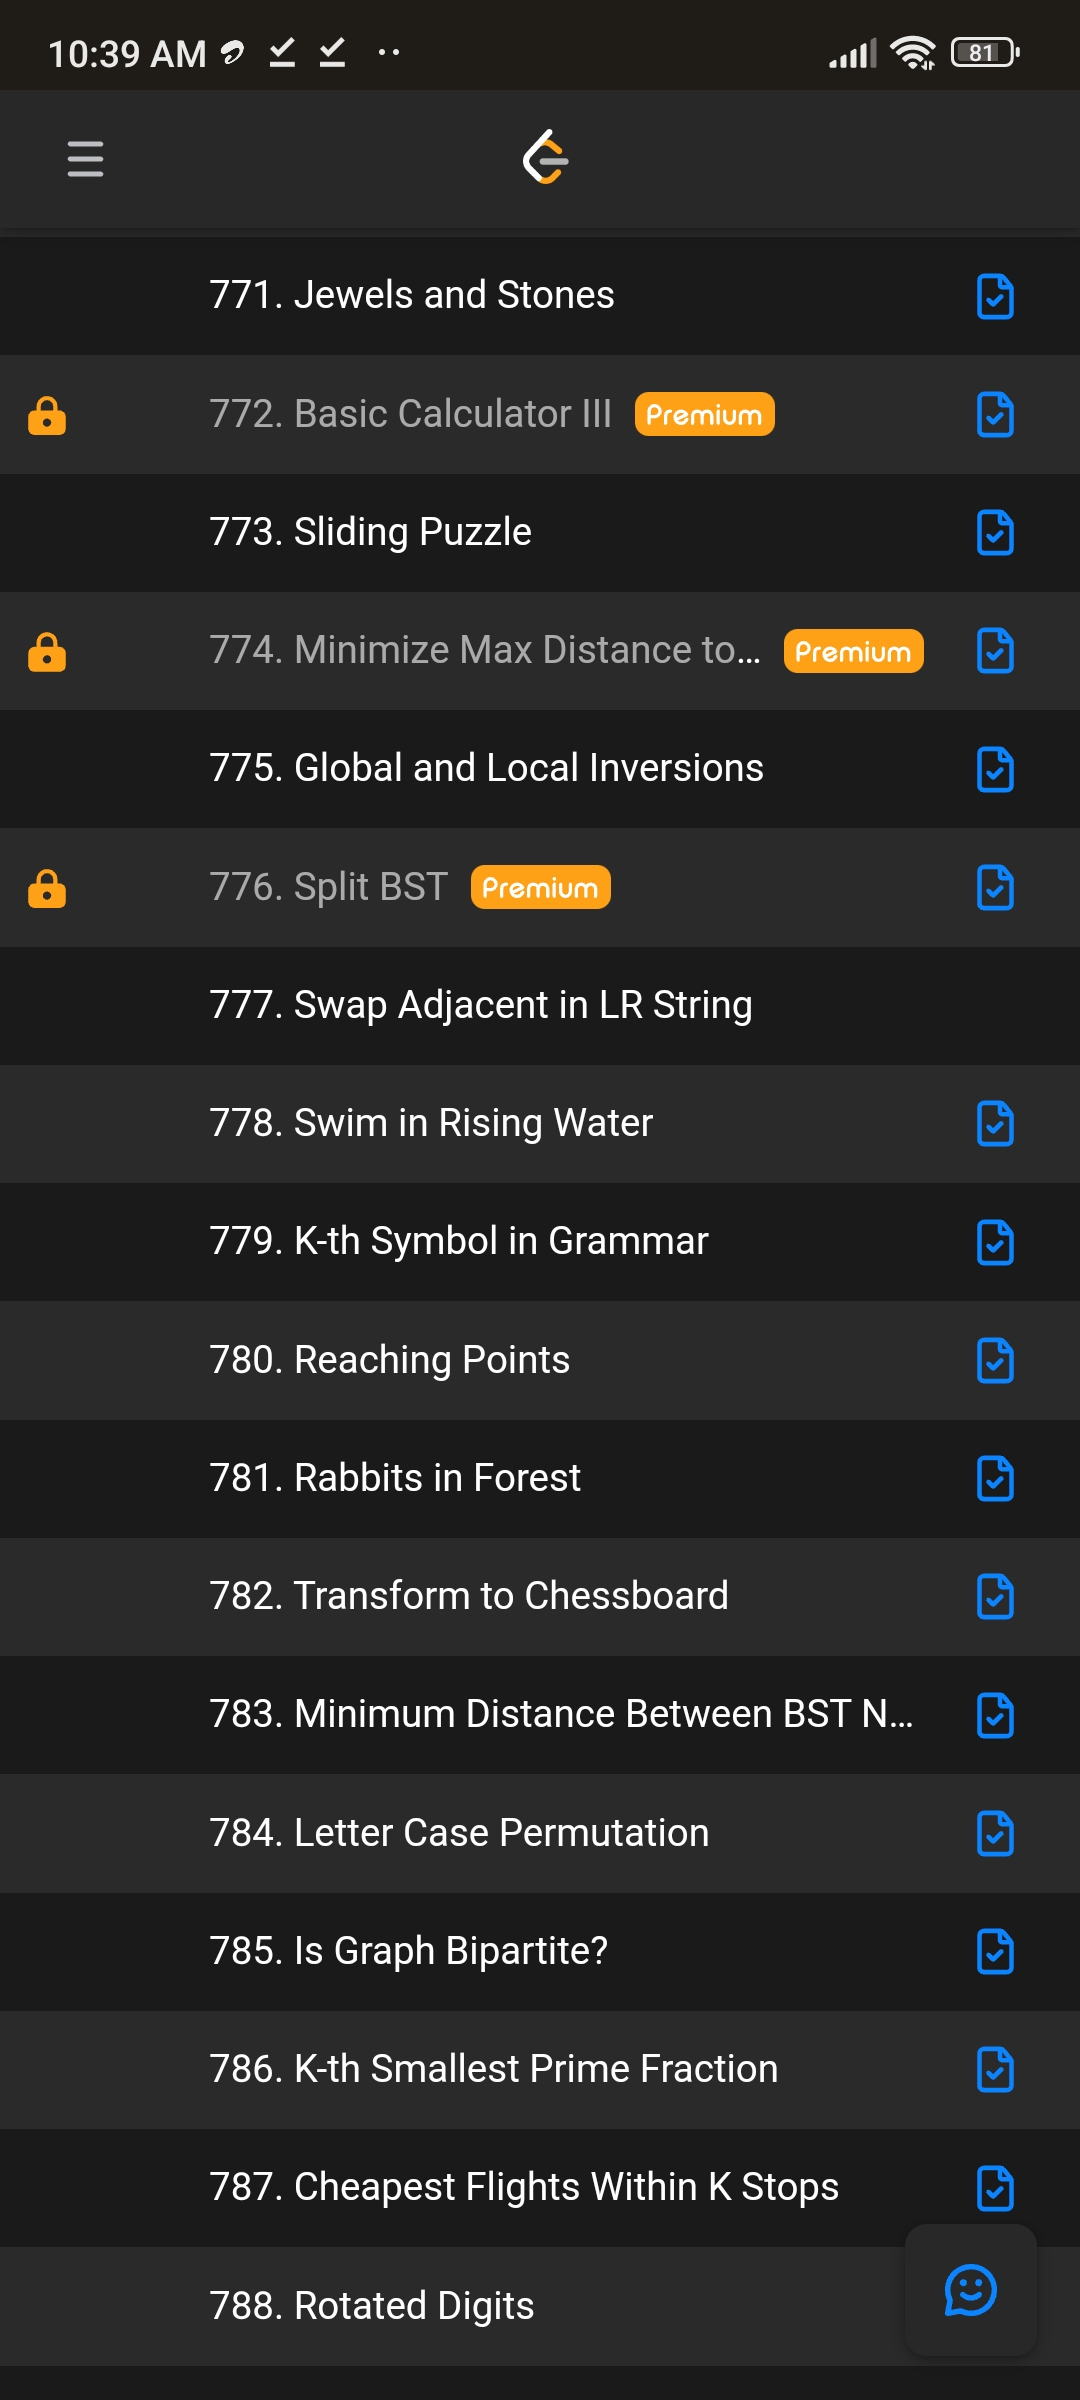 10:39 AM
81
771. Jewels and Stones
772. Basic Calculator III Premium
773. Sliding Puzzle
774. Minimize Max Distance to... Premium
775. Global and Local Inversions
776. Split BST Premium
777. Swap Adjacent in LR String
778. Swim in Rising Water
779. K-th Symbol in Grammar
780. Reaching Points
781. Rabbits in Forest
782. Transform to Chessboard
783. Minimum Distance Between BST N...
784. Letter Case Permutation
785. Is Graph Bipartite?
786. K-th Smallest Prime Fraction
787. Cheapest Flights Within K Stops
788. Rotated Digits